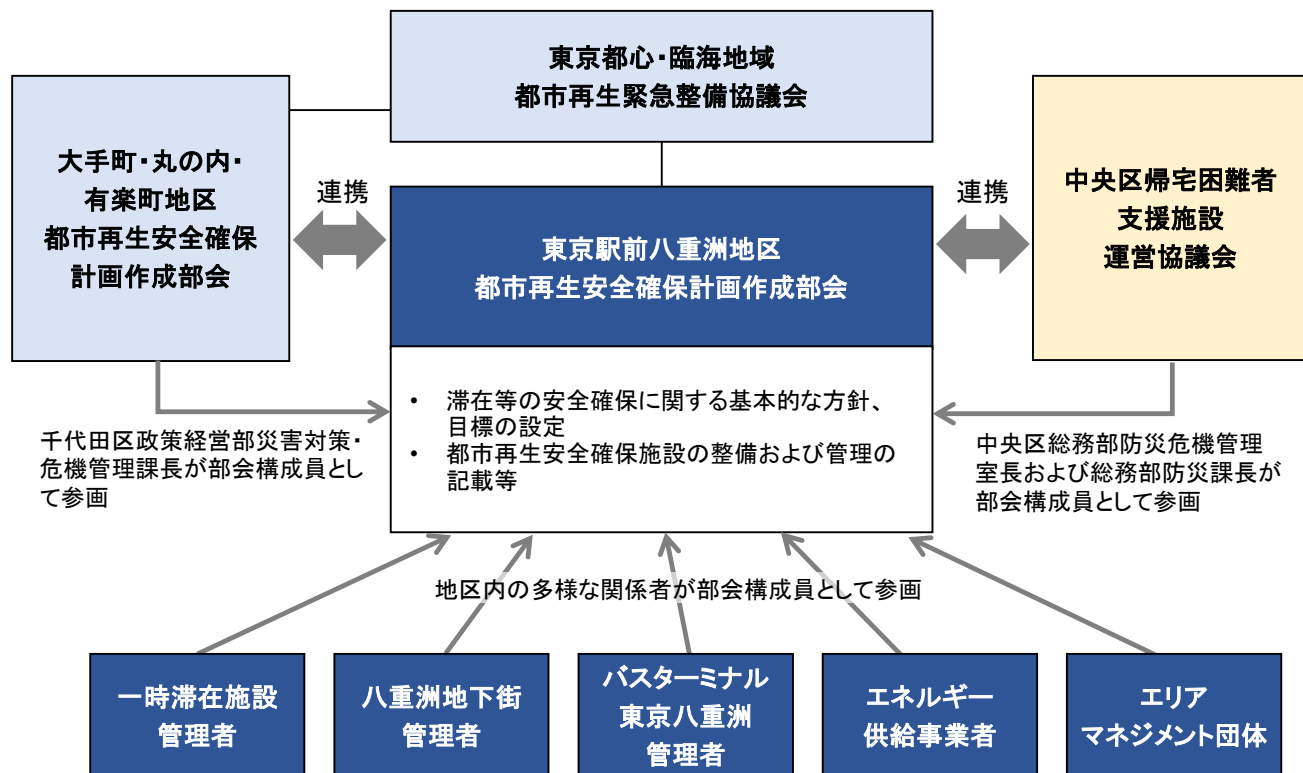 東京都心・臨海地域
都市再生緊急整備協議会
大手町・丸の内・
有楽町地区
都市再生安全確保
計画作成部会
連携
東京駅前八重洲地区
都市再生安全確保計画作成部会
連携
中央区帰宅困難者
支援施設
運営協議会
• 滞在等の安全確保に関する基本的な方針、
目標の設定
• 都市再生安全確保施設の整備および管理の
記載等
千代田区政策経営部災害対策・
危機管理課長が部会構成員とし
て参画
中央区総務部防災危機管理
室長および総務部防災課長が
部会構成員として参画
地区内の多様な関係者が部会構成員として参画
一時滞在施設
管理者
八重洲地下街
管理者
バスターミナル
東京八重洲
管理者
エネルギー
供給事業者
エリア
マネジメント団体